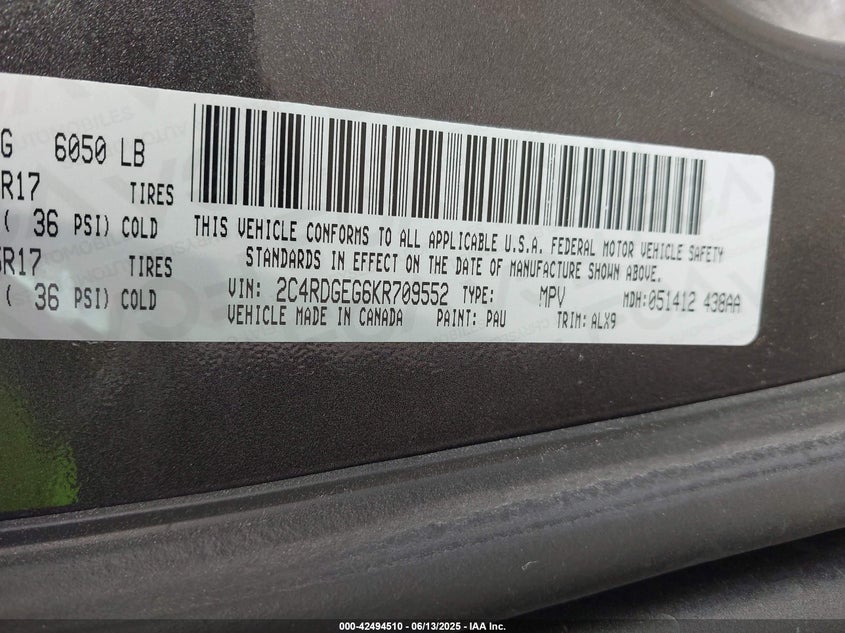 G 6050 LB
R17 TIRES
( 36 PSI) COLD
R17 TIRES
( 36 PSI) COLD
THIS VEHICLE CONFORMS TO ALL APPLICABLE U.S.A. FEDERAL MOTOR VEHICLE SAFETY
STANDARDS IN EFFECT ON THE DATE OF MANUFACTURE SHOWN ABOVE.
VIN: 2C4RDGEG6KR709552 TYPE: MPV MDH:051412 438AA
VEHICLE MADE IN CANADA PAINT: PAU TRIM: ALX9
000-42494510 - 06/13/2025 - IAA Inc.